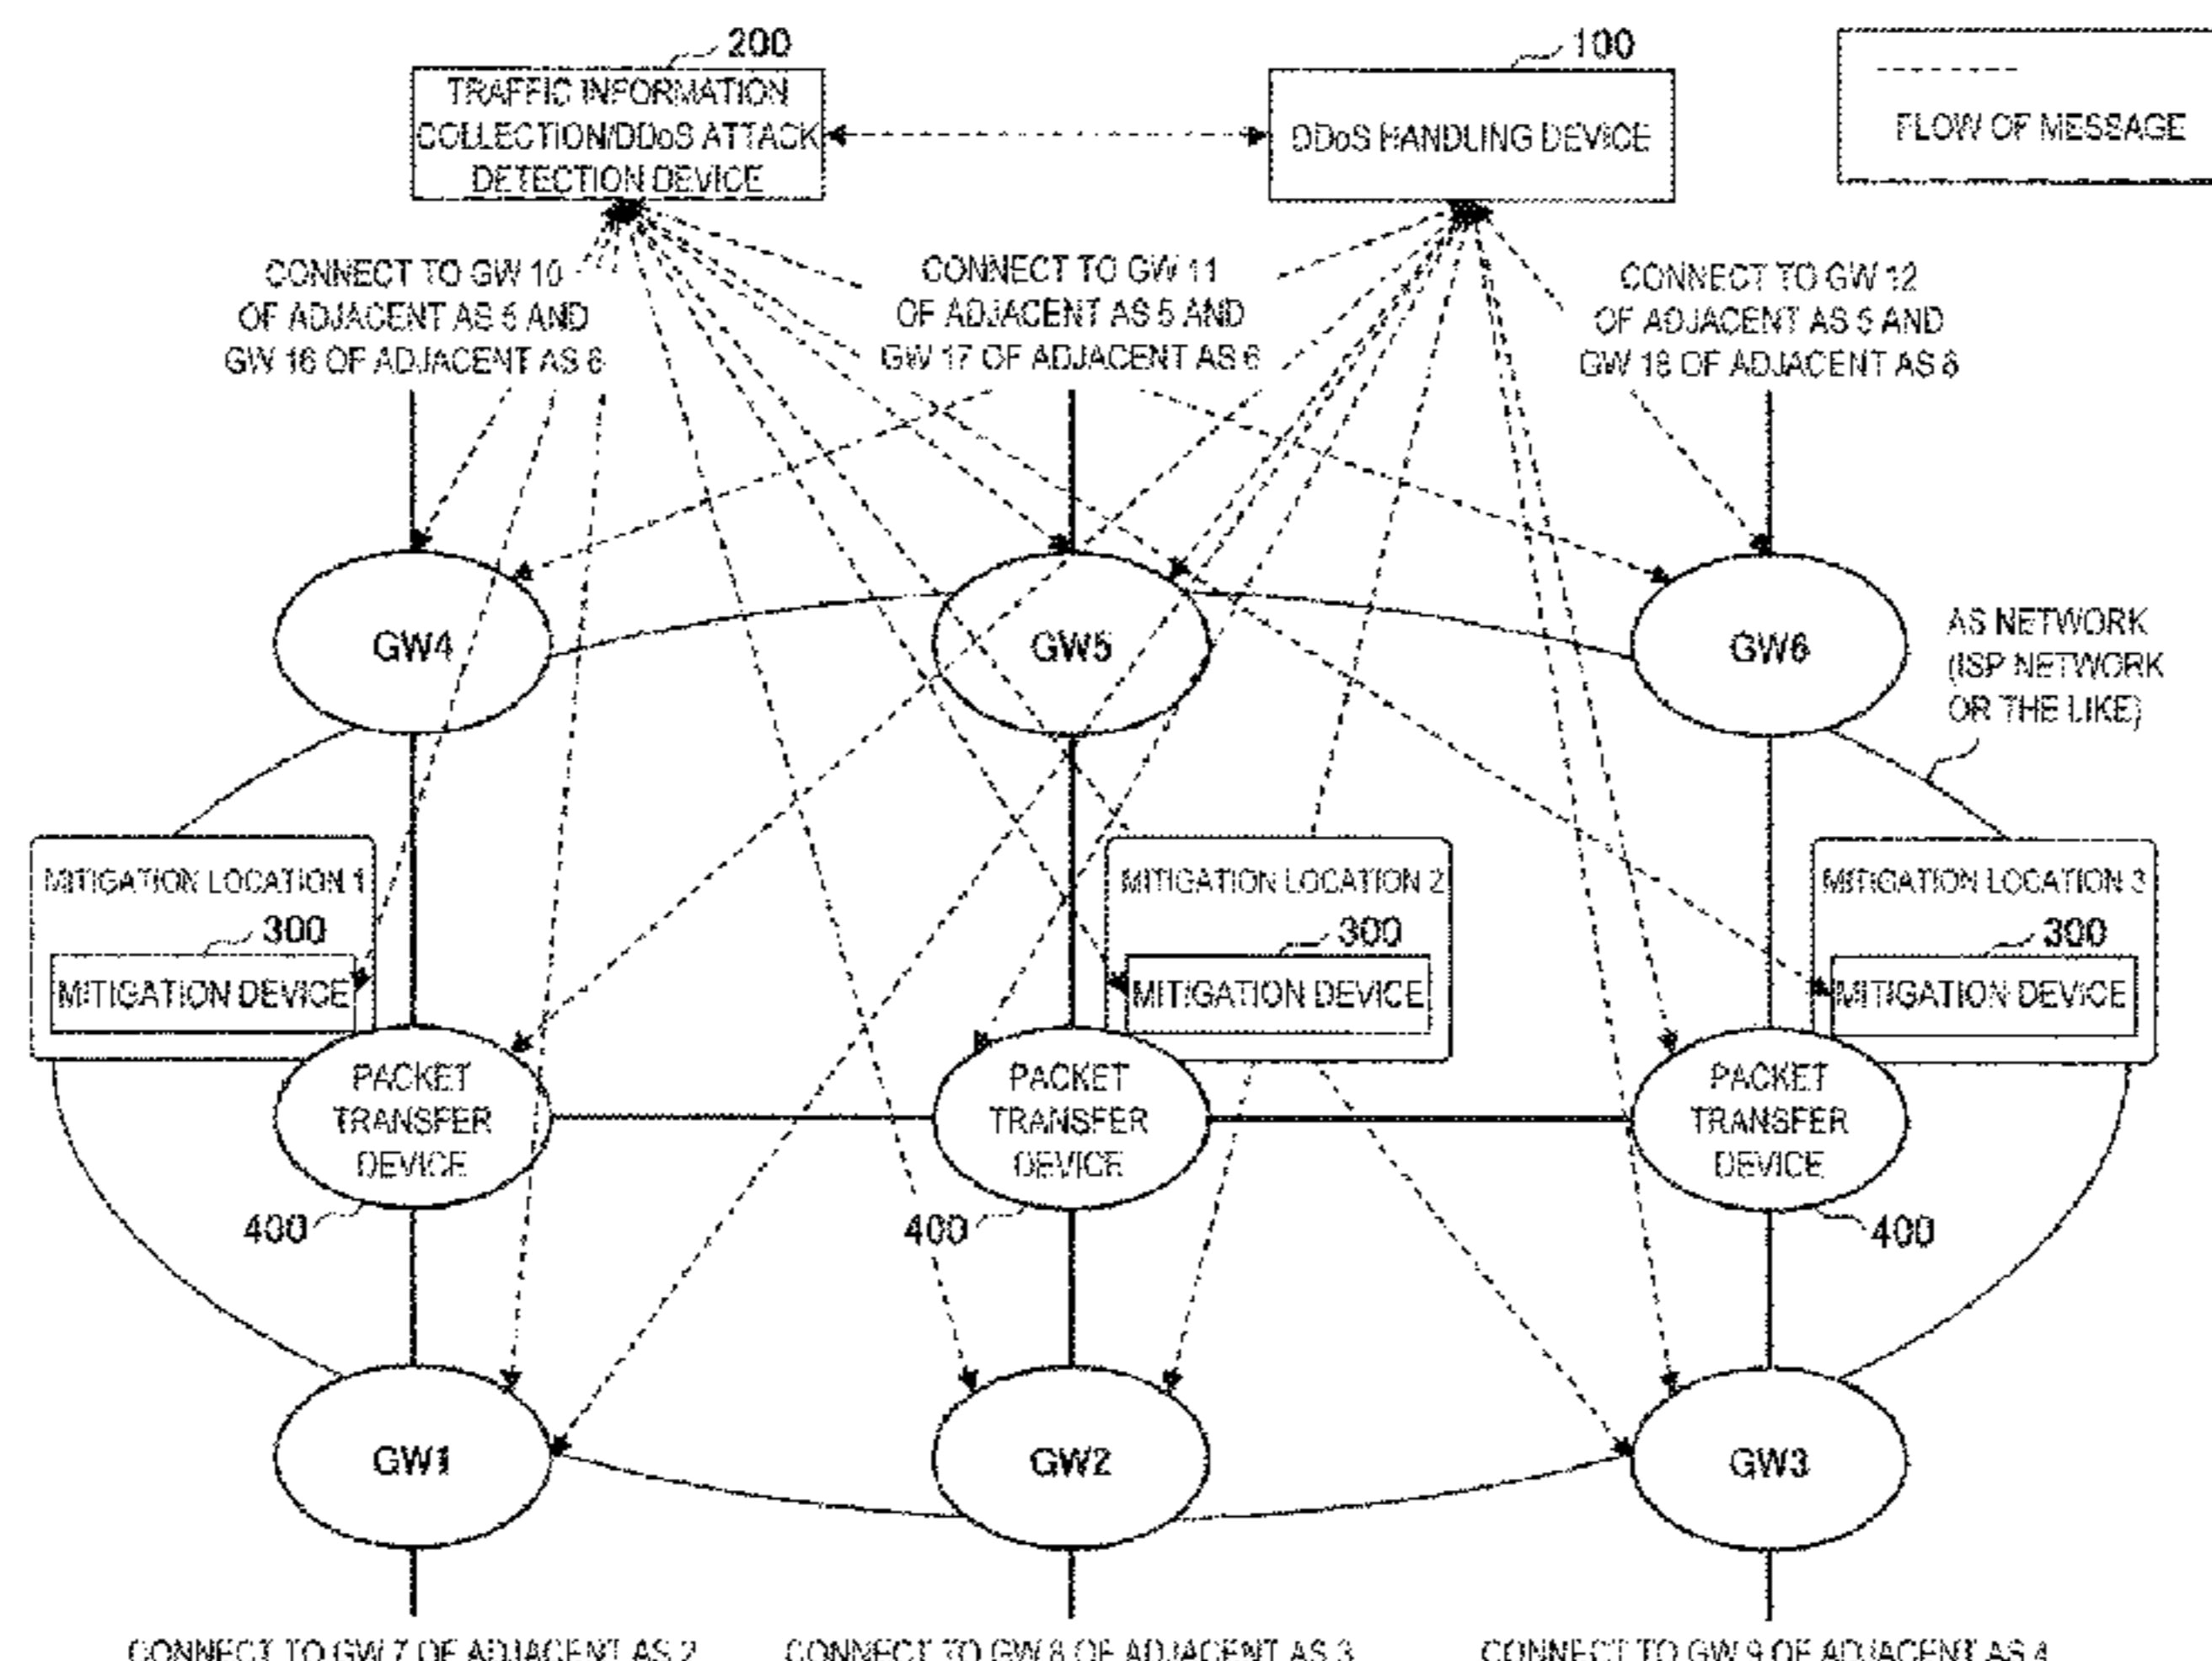 200
TRAFFIC INFORMATION
COLLECTION/DDoS ATTACK
DETECTION DEVICE
100
DDoS HANDLING DEVICE
FLOW OF MESSAGE
CONNECT TO GW 10
OF ADJACENT AS 5 AND
GW 16 OF ADJACENT AS 6
CONNECT TO GW 11
OF ADJACENT AS 5 AND
GW 17 OF ADJACENT AS 6
CONNECT TO GW 12
OF ADJACENT AS 5 AND
GW 18 OF ADJACENT AS 6
GW4
GW5
GW6
AS NETWORK
(ISP NETWORK
OR THE LIKE)
MITIGATION LOCATION 1
300
MITIGATION DEVICE
MITIGATION LOCATION 2
300
MITIGATION DEVICE
MITIGATION LOCATION 3
300
MITIGATION DEVICE
PACKET
TRANSFER
DEVICE
400
PACKET
TRANSFER
DEVICE
400
PACKET
TRANSFER
DEVICE
400
GW1
GW2
GW3
CONNECT TO GW 7 OF ADJACENT AS 2
CONNECT TO GW 8 OF ADJACENT AS 3
CONNECT TO GW 9 OF ADJACENT AS 4